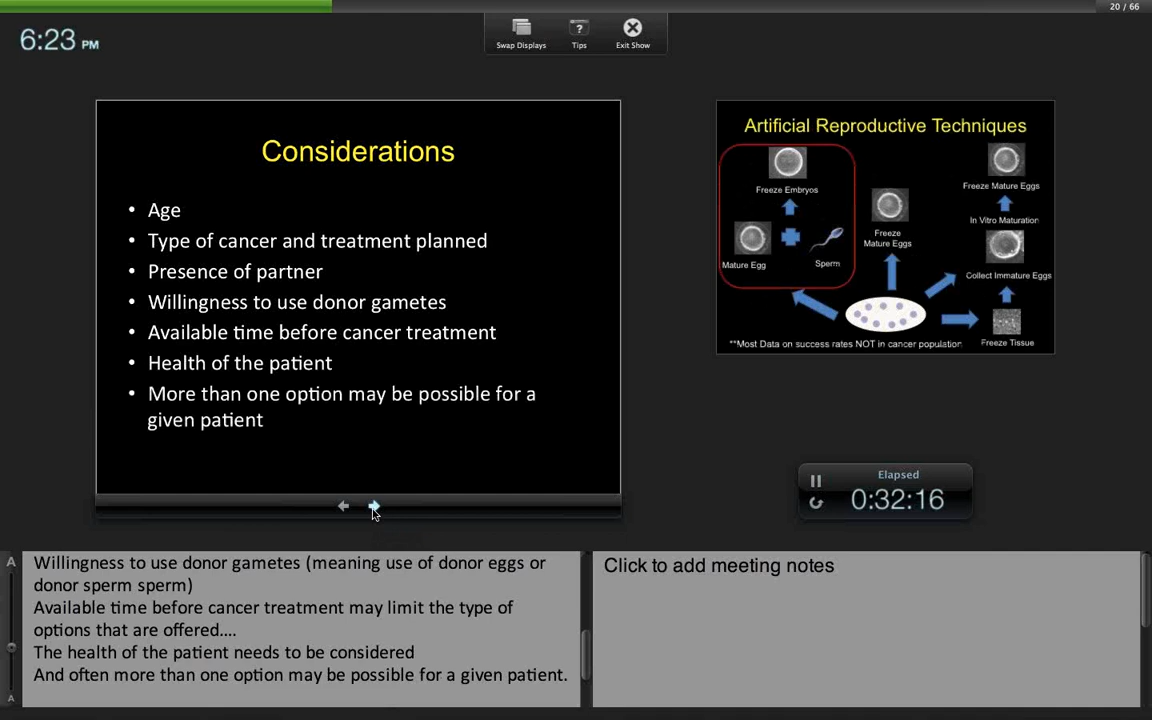 20 / 66
6:23 PM
Swap Displays
Tips
Exit Show
Considerations
• Age
• Type of cancer and treatment planned
• Presence of partner
• Willingness to use donor gametes
• Available time before cancer treatment
• Health of the patient
• More than one option may be possible for a
given patient
Artificial Reproductive Techniques
Freeze Embryos
Mature Egg
Sperm
Freeze
Mature Eggs
Freeze Mature Eggs
In Vitro Maturation
Collect Immature Eggs
Freeze Tissue
**Most Data on success rates NOT in cancer population
Elapsed
0:32:16
A
A
Willingness to use donor gametes (meaning use of donor eggs or
donor sperm sperm)
Available time before cancer treatment may limit the type of
options that are offered....
The health of the patient needs to be considered
And often more than one option may be possible for a given patient.
Click to add meeting notes